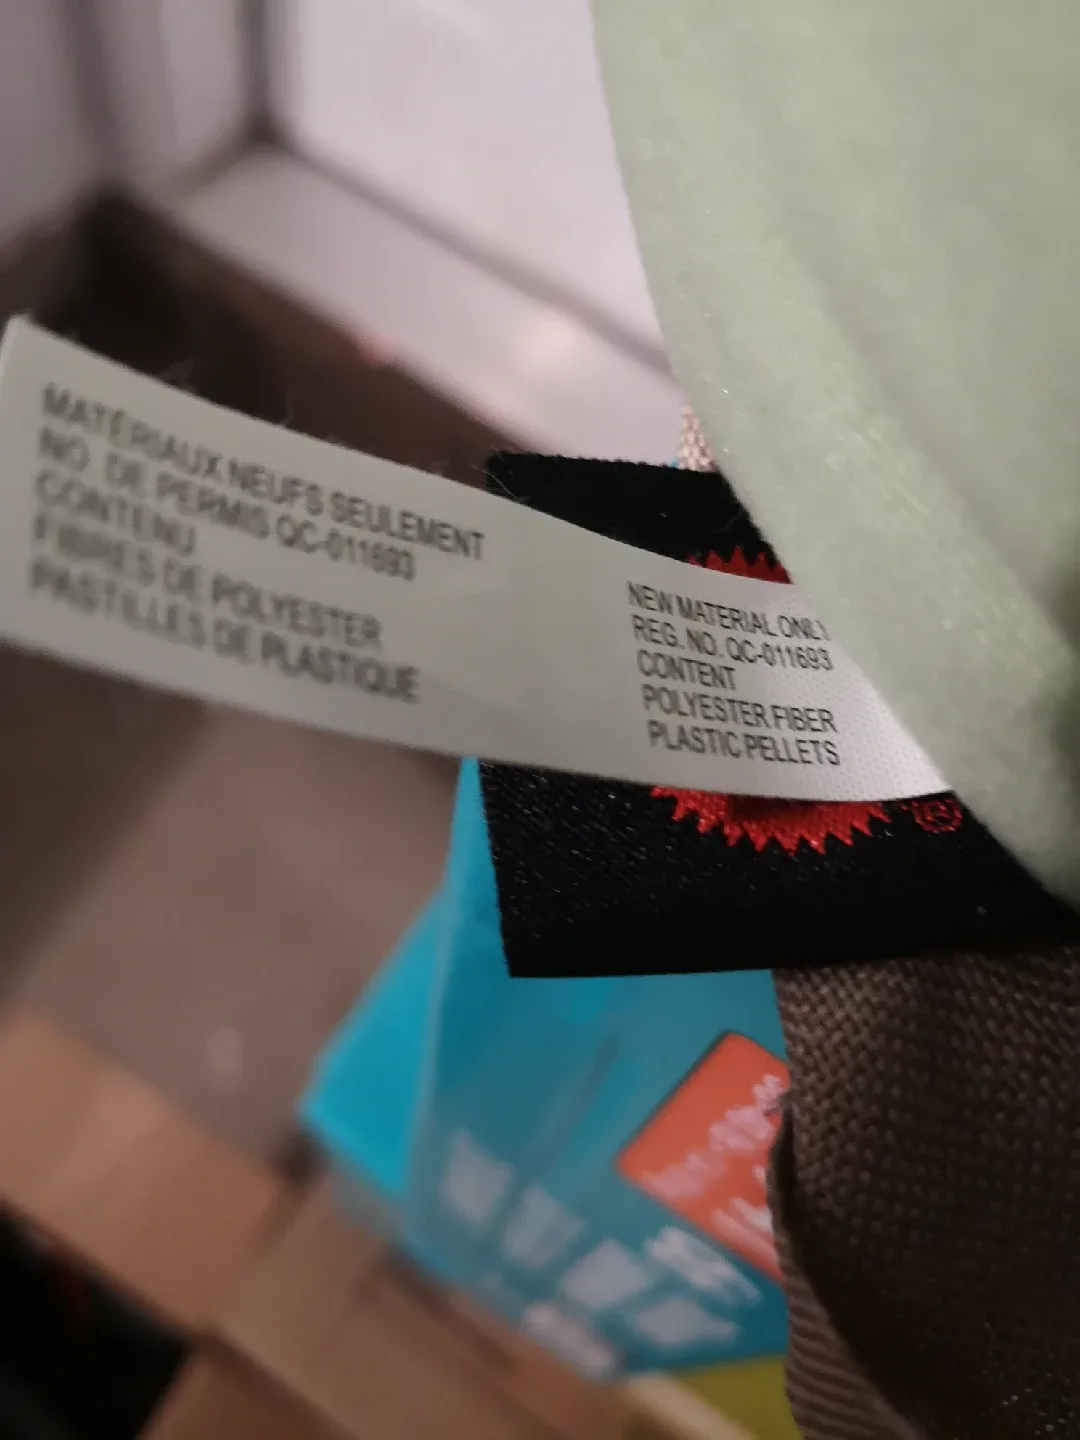 MATÉRIAUX NEUFS SEULEMENT
NO. DE PERMIS QC-011693
CONTENU
FIBRES DE POLYESTER
PASTILLES DE PLASTIQUE
NEW MATERIAL ONLY
REG. NO. QC-011693
CONTENT
POLYESTER FIBER
PLASTIC PELLETS
®